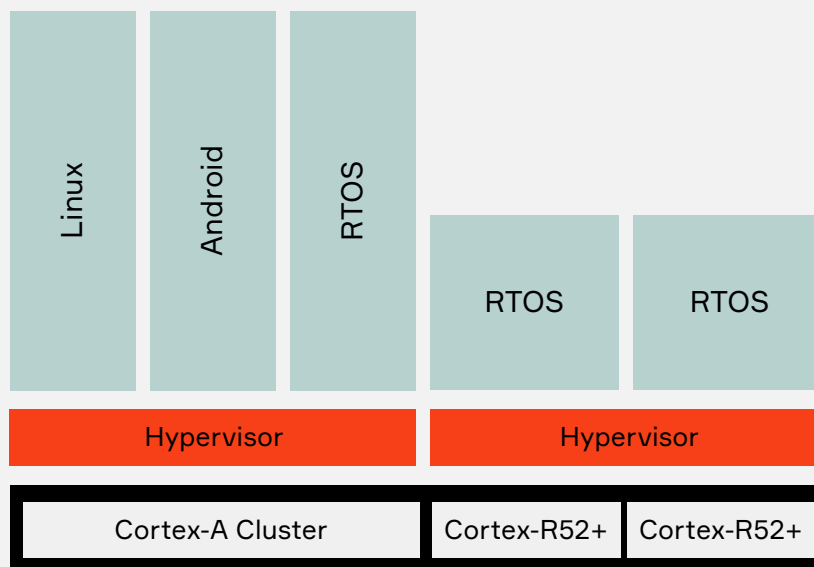 Linux
Android
RTOS
RTOS
RTOS
Hypervisor
Hypervisor
Cortex-A Cluster
Cortex-R52+
Cortex-R52+